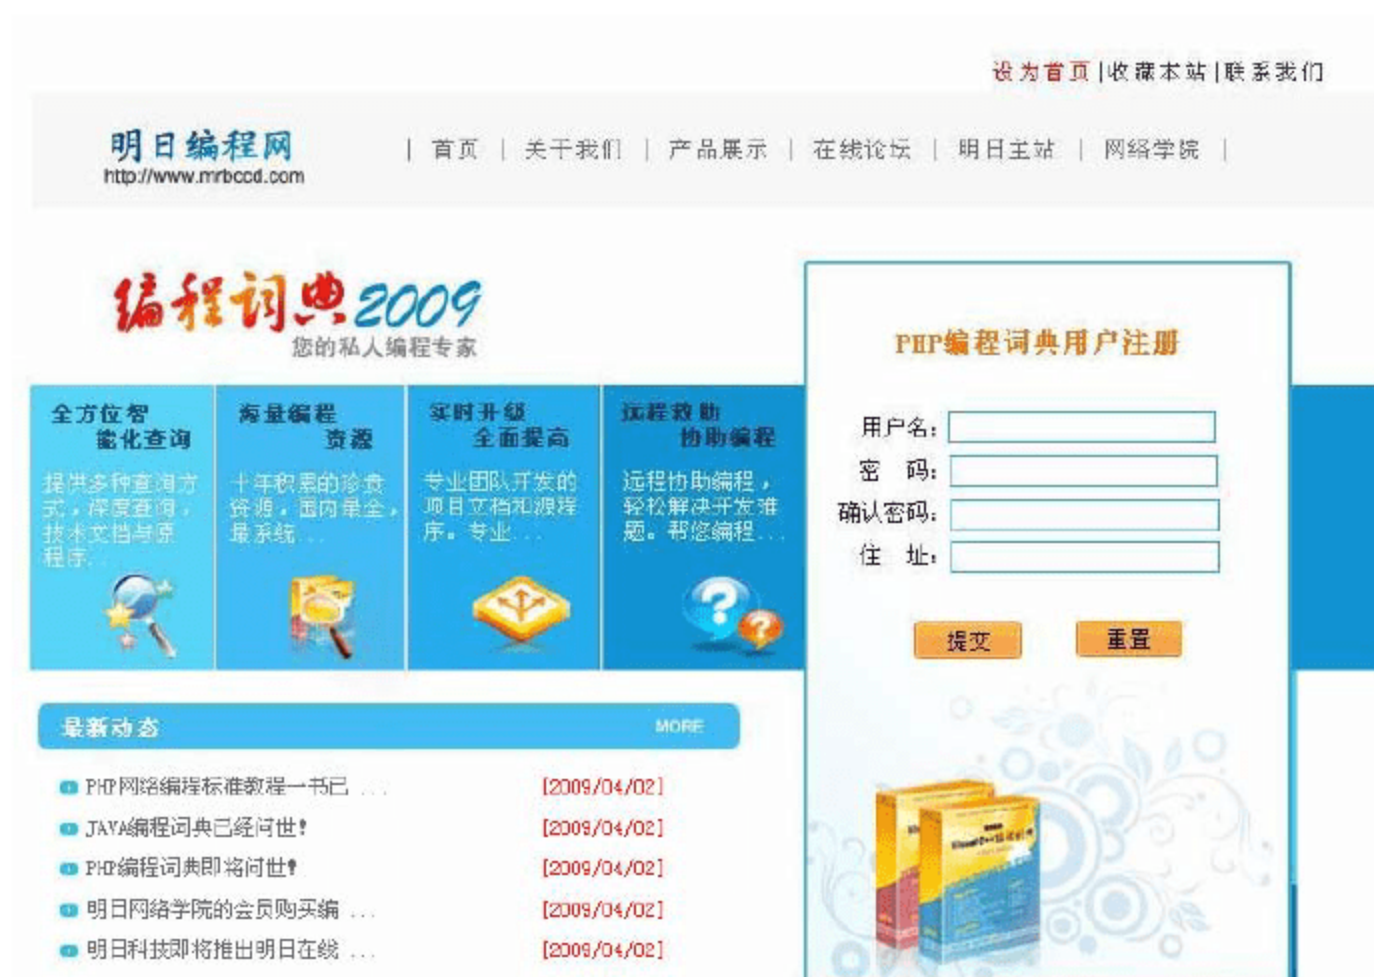 设为首页|收藏本站|联系我们
明日编程网
http://www.mrbccd.com
| 首页 | 关于我们 | 产品展示 | 在线论坛 | 明日主站 | 网络学院 |
编程词典2009
您的私人编程专家
全方位智
能化查询
提供多种查询方
式，深度查询，
技术文档与原
程序...
海量编程
资源
十年积累的珍贵
资源，国内最全，
最系统...
实时升级
全面提高
专业团队开发的
项目文档和源程
序。专业...
远程救助
协助编程
远程协助编程，
轻松解决开发难
题。帮您编程...
PHP编程词典用户注册
用户名：
密 码：
确认密码：
住 址：
提交 重置
最新动态 MORE
PHP网络编程标准教程一书已 ... [2009/04/02]
JAVA编程词典已经问世！ [2009/04/02]
PHP编程词典即将问世！ [2009/04/02]
明日网络学院的会员购买编 ... [2009/04/02]
明日科技即将推出明日在线 ... [2009/04/02]